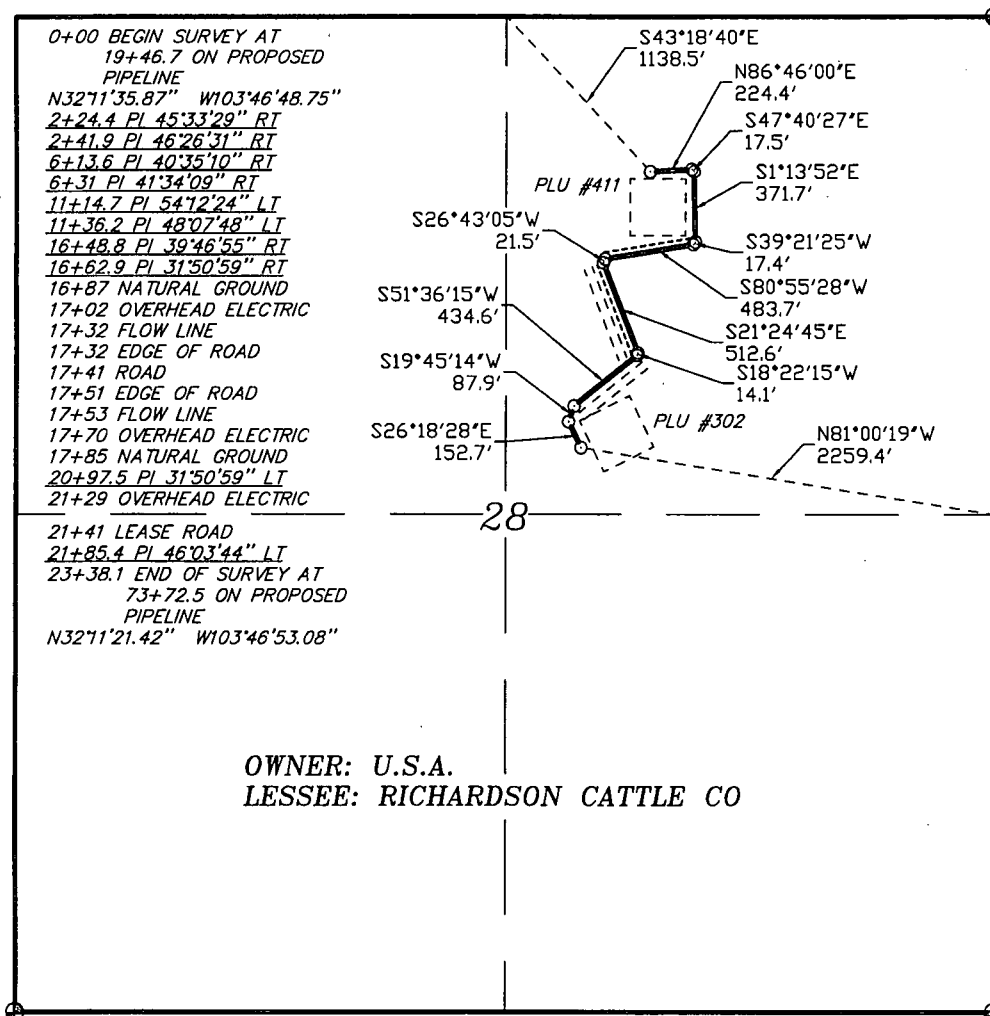 0+00 BEGIN SURVEY AT
19+46.7 ON PROPOSED
PIPELINE
N32°11'35.87" W103°46'48.75"
2+24.4 PI 45°33'29" RT
2+41.9 PI 46°26'31" RT
6+13.6 PI 40°35'10" RT
6+31 PI 41°34'09" RT
11+14.7 PI 54°12'24" LT
11+36.2 PI 48°07'48" LT
16+48.8 PI 39°46'55" RT
16+62.9 PI 31°50'59" RT
16+87 NATURAL GROUND
17+02 OVERHEAD ELECTRIC
17+32 FLOW LINE
17+32 EDGE OF ROAD
17+41 ROAD
17+51 EDGE OF ROAD
17+53 FLOW LINE
17+70 OVERHEAD ELECTRIC
17+85 NATURAL GROUND
20+97.5 PI 31°50'59" LT
21+29 OVERHEAD ELECTRIC
21+41 LEASE ROAD
21+85.4 PI 46°03'44" LT
23+38.1 END OF SURVEY AT
73+72.5 ON PROPOSED
PIPELINE
N32°11'21.42" W103°46'53.08"
S43°18'40"E
1138.5'
N86°46'00"E
224.4'
S47°40'27"E
17.5'
S1°13'52"E
371.7'
PLU #411
S26°43'05"W
21.5'
S39°21'25"W
17.4'
S80°55'28"W
483.7'
S51°36'15"W
434.6'
S21°24'45"E
512.6'
S19°45'14"W
87.9'
S18°22'15"W
14.1'
S26°18'28"E
152.7'
PLU #302
N81°00'19"W
2259.4'
28
OWNER: U.S.A.
LESSEE: RICHARDSON CATTLE CO